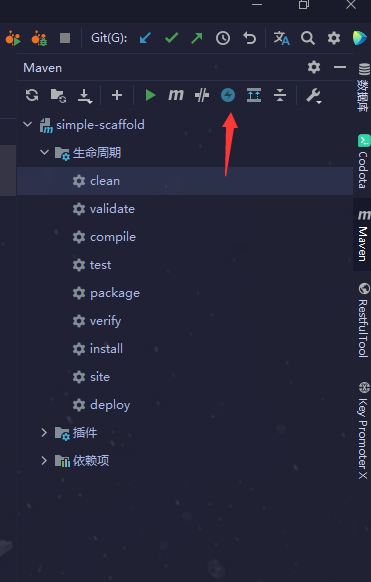 Git(G):
Maven
simple-scaffold
生命周期
clean
validate
compile
test
package
verify
install
site
deploy
插件
依赖项
数据库
Codota
Maven
RestfulTool
Key Promoter X